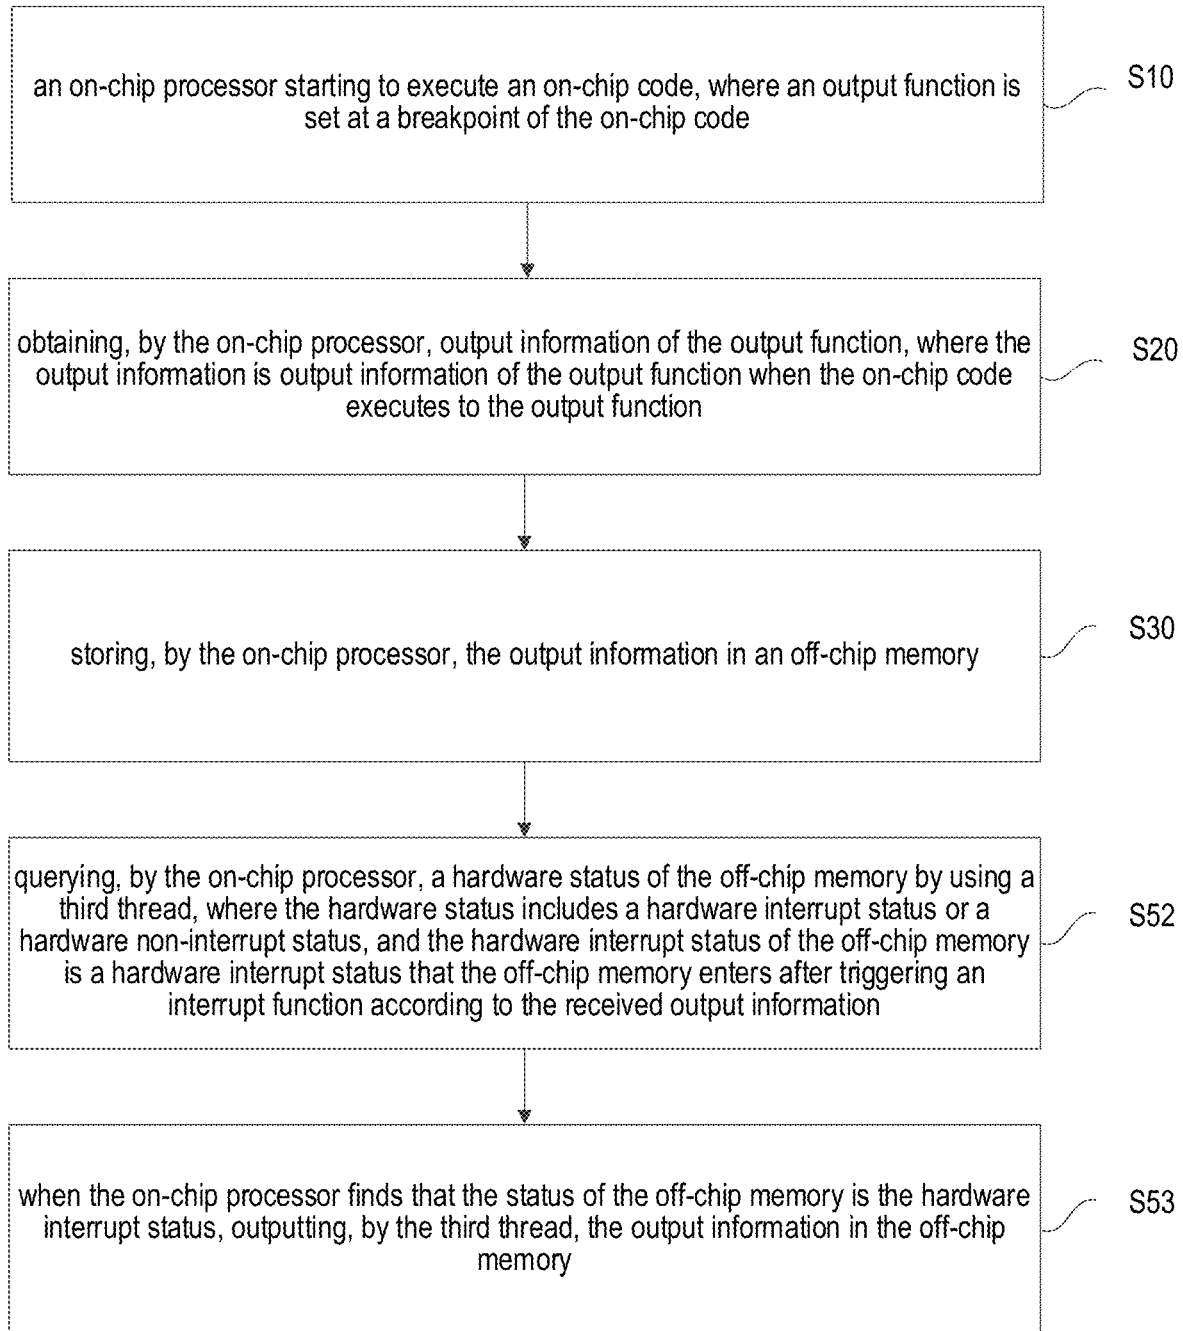 an on-chip processor starting to execute an on-chip code, where an output function is
set at a breakpoint of the on-chip code
S10
obtaining, by the on-chip processor, output information of the output function, where the
output information is output information of the output function when the on-chip code
executes to the output function
S20
storing, by the on-chip processor, the output information in an off-chip memory
S30
querying, by the on-chip processor, a hardware status of the off-chip memory by using a
third thread, where the hardware status includes a hardware interrupt status or a
hardware non-interrupt status, and the hardware interrupt status of the off-chip memory
is a hardware interrupt status that the off-chip memory enters after triggering an
interrupt function according to the received output information
S52
when the on-chip processor finds that the status of the off-chip memory is the hardware
interrupt status, outputting, by the third thread, the output information in the off-chip
memory
S53